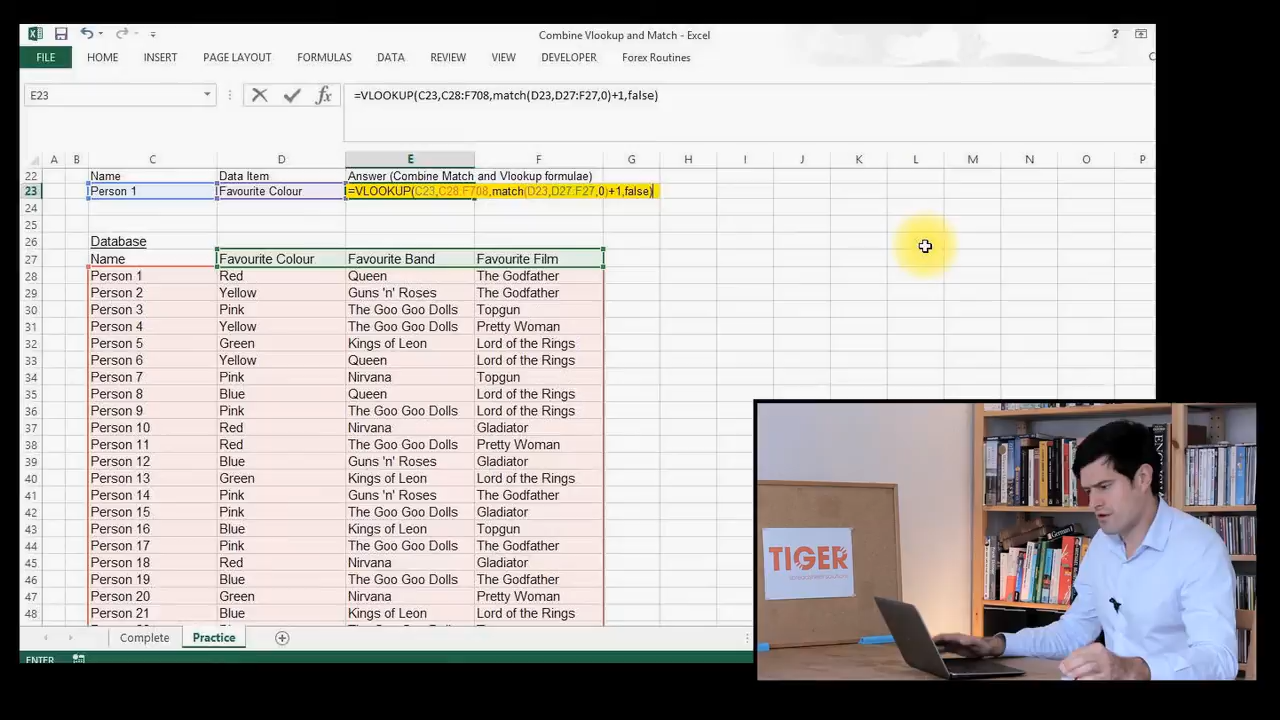 Combine Vlookup and Match - Excel
?
FILE HOME INSERT PAGE LAYOUT FORMULAS DATA REVIEW VIEW DEVELOPER Forex Routines
E23 fx =VLOOKUP(C23,C28:F708,match(D23,D27:F27,0)+1,false)
A B C D E F G H I J K L M N O P
22 Name Data Item Answer (Combine Match and Vlookup formulae)
23 Person 1 Favourite Colour =VLOOKUP(C23,C28:F708,match(D23,D27:F27,0)+1,false)
24
25
26 Database
27 Name Favourite Colour Favourite Band Favourite Film
28 Person 1 Red Queen The Godfather
29 Person 2 Yellow Guns 'n' Roses The Godfather
30 Person 3 Pink The Goo Goo Dolls Topgun
31 Person 4 Yellow The Goo Goo Dolls Pretty Woman
32 Person 5 Green Kings of Leon Lord of the Rings
33 Person 6 Yellow Queen Lord of the Rings
34 Person 7 Pink Nirvana Topgun
35 Person 8 Blue Queen Lord of the Rings
36 Person 9 Pink The Goo Goo Dolls Lord of the Rings
37 Person 10 Red Nirvana Gladiator
38 Person 11 Red The Goo Goo Dolls Pretty Woman
39 Person 12 Blue Guns 'n' Roses Gladiator
40 Person 13 Green Kings of Leon Lord of the Rings
41 Person 14 Pink Guns 'n' Roses The Godfather
42 Person 15 Pink The Goo Goo Dolls Gladiator
43 Person 16 Blue Kings of Leon Topgun
44 Person 17 Pink The Goo Goo Dolls The Godfather
45 Person 18 Red Nirvana Gladiator
46 Person 19 Blue The Goo Goo Dolls The Godfather
47 Person 20 Green Nirvana Pretty Woman
48 Person 21 Blue Kings of Leon Lord of the Rings
Complete Practice
ENTER
TIGER